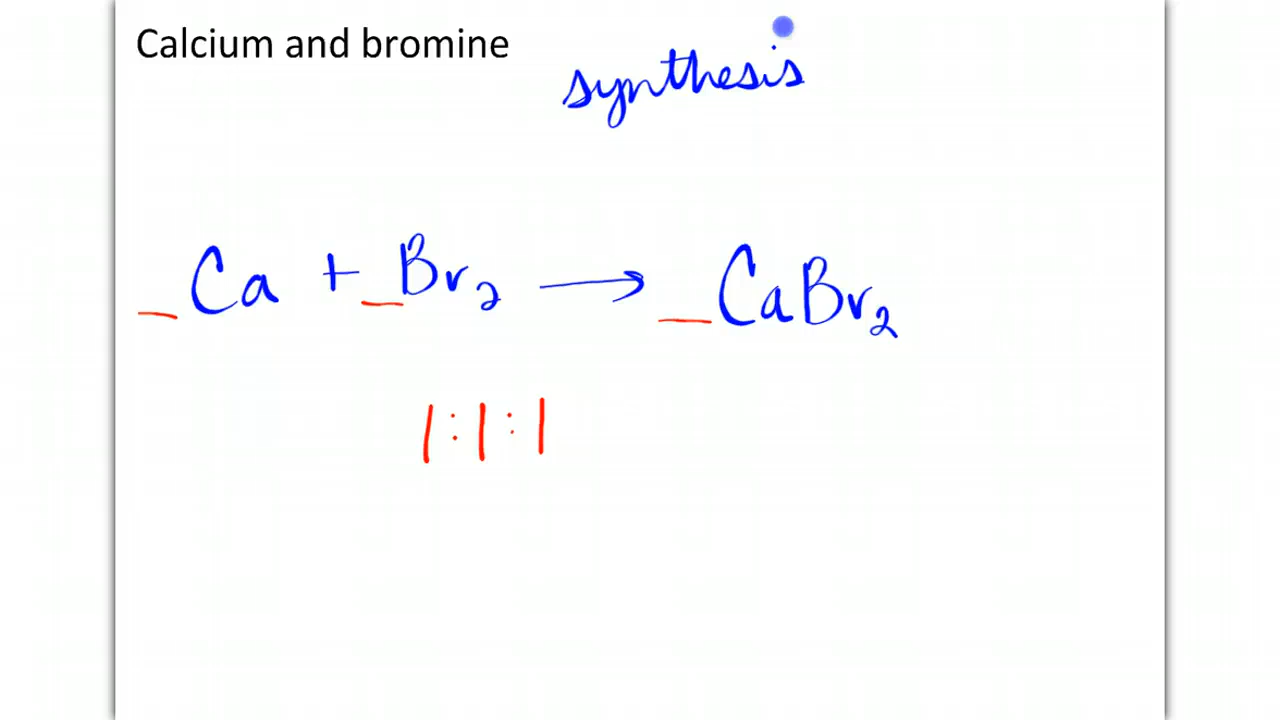 Calcium and bromine
synthesis
_Ca + _Br₂ → _CaBr₂
1:1:1